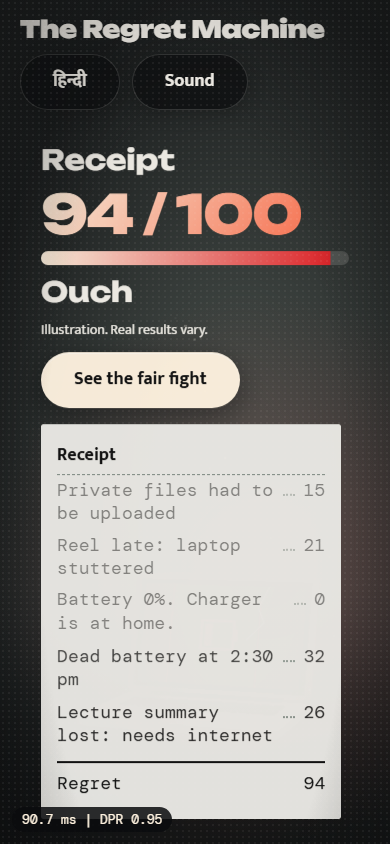 The Regret Machine
हिन्दी
Sound
Receipt
94 / 100
Ouch
Illustration. Real results vary.
See the fair fight
Receipt
Private files had to … 15
be uploaded
Reel late: laptop … 21
stuttered
Battery 0%. Charger … 0
is at home.
Dead battery at 2:30 … 32
pm
Lecture summary … 26
lost: needs internet
Regret 94
90.7 ms | DPR 0.95